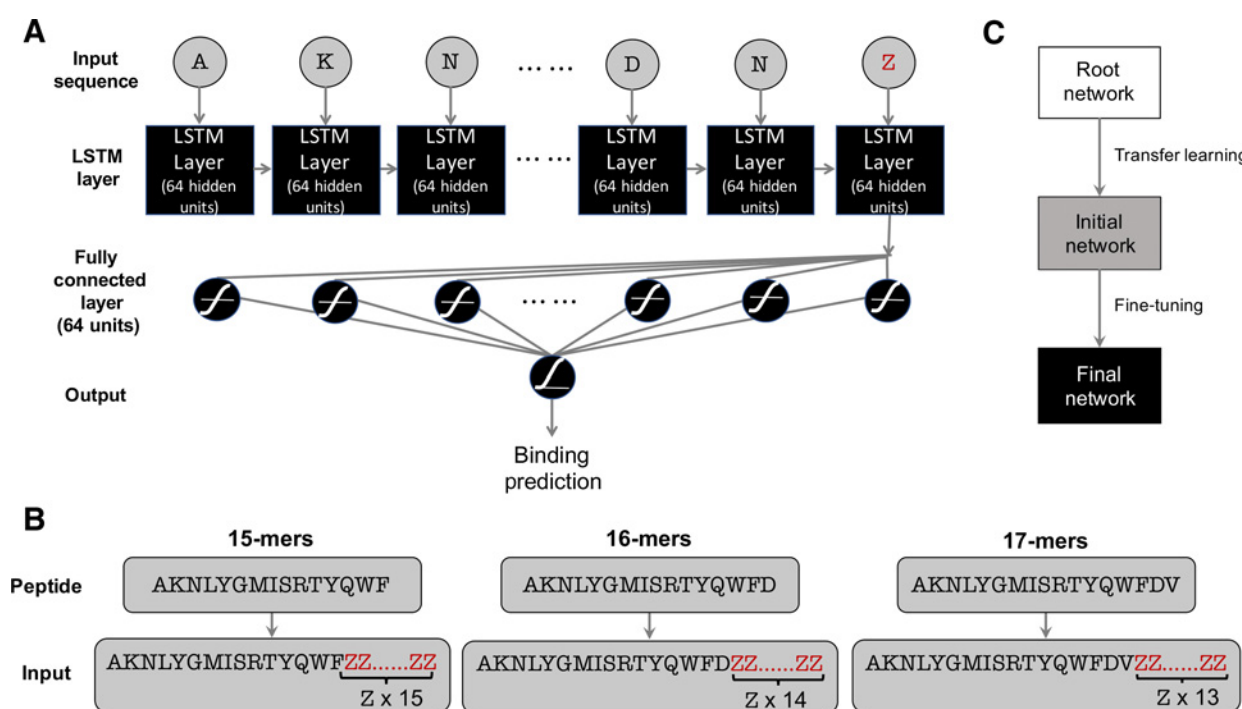 A
Input
sequence
A K N ... ... D N Z
LSTM
layer
LSTM
Layer
(64 hidden
units)
LSTM
Layer
(64 hidden
units)
LSTM
Layer
(64 hidden
units)
... ...
LSTM
Layer
(64 hidden
units)
LSTM
Layer
(64 hidden
units)
LSTM
Layer
(64 hidden
units)
Fully
connected
layer
(64 units)
... ...
Output
Binding
prediction
C
Root
network
Transfer learning
Initial
network
Fine-tuning
Final
network
B
15-mers 16-mers 17-mers
Peptide
AKNLYGMISRTYQWF AKNLYGMISRTYQWFD AKNLYGMISRTYQWFDV
Input
AKNLYGMISRTYQWFZZ......ZZ AKNLYGMISRTYQWFDZZ......ZZ AKNLYGMISRTYQWFDVZZ......ZZ
Z x 15 Z x 14 Z x 13